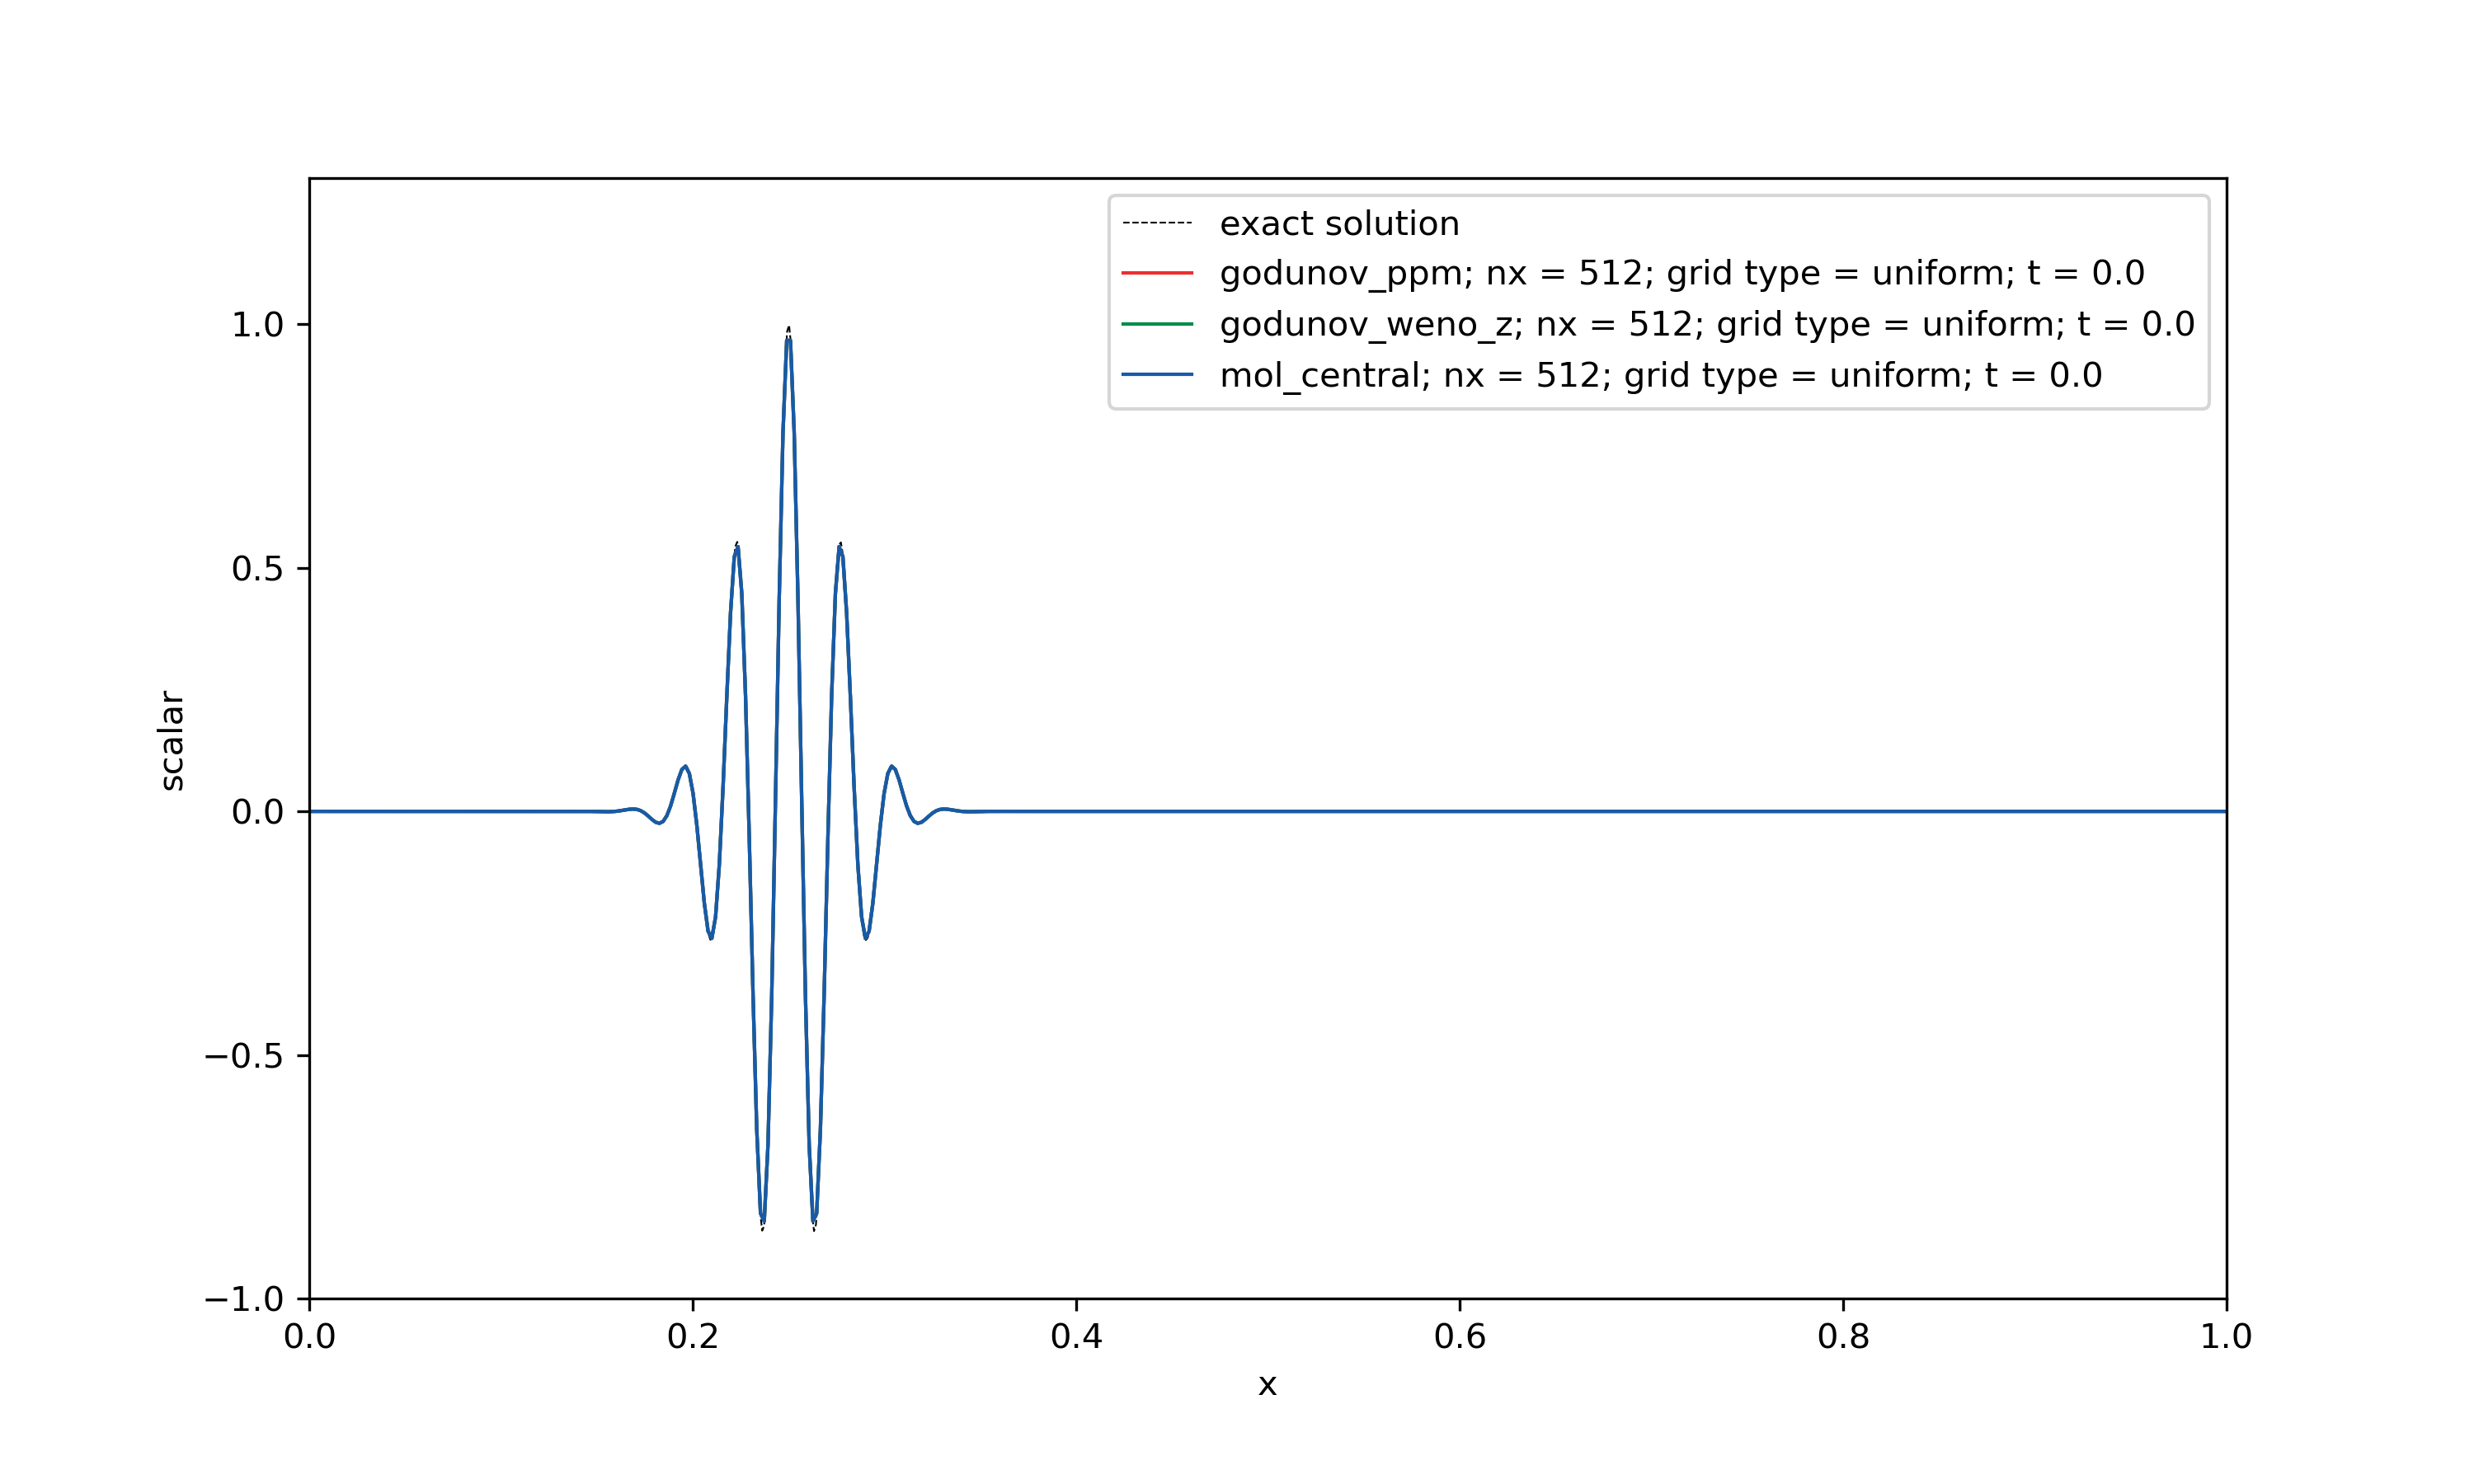 exact solution
godunov_ppm; nx = 512; grid type = uniform; t = 0.0
godunov_weno_z; nx = 512; grid type = uniform; t = 0.0
mol_central; nx = 512; grid type = uniform; t = 0.0
1.0
0.5
0.0
−0.5
−1.0
scalar
0.0 0.2 0.4 0.6 0.8 1.0
x